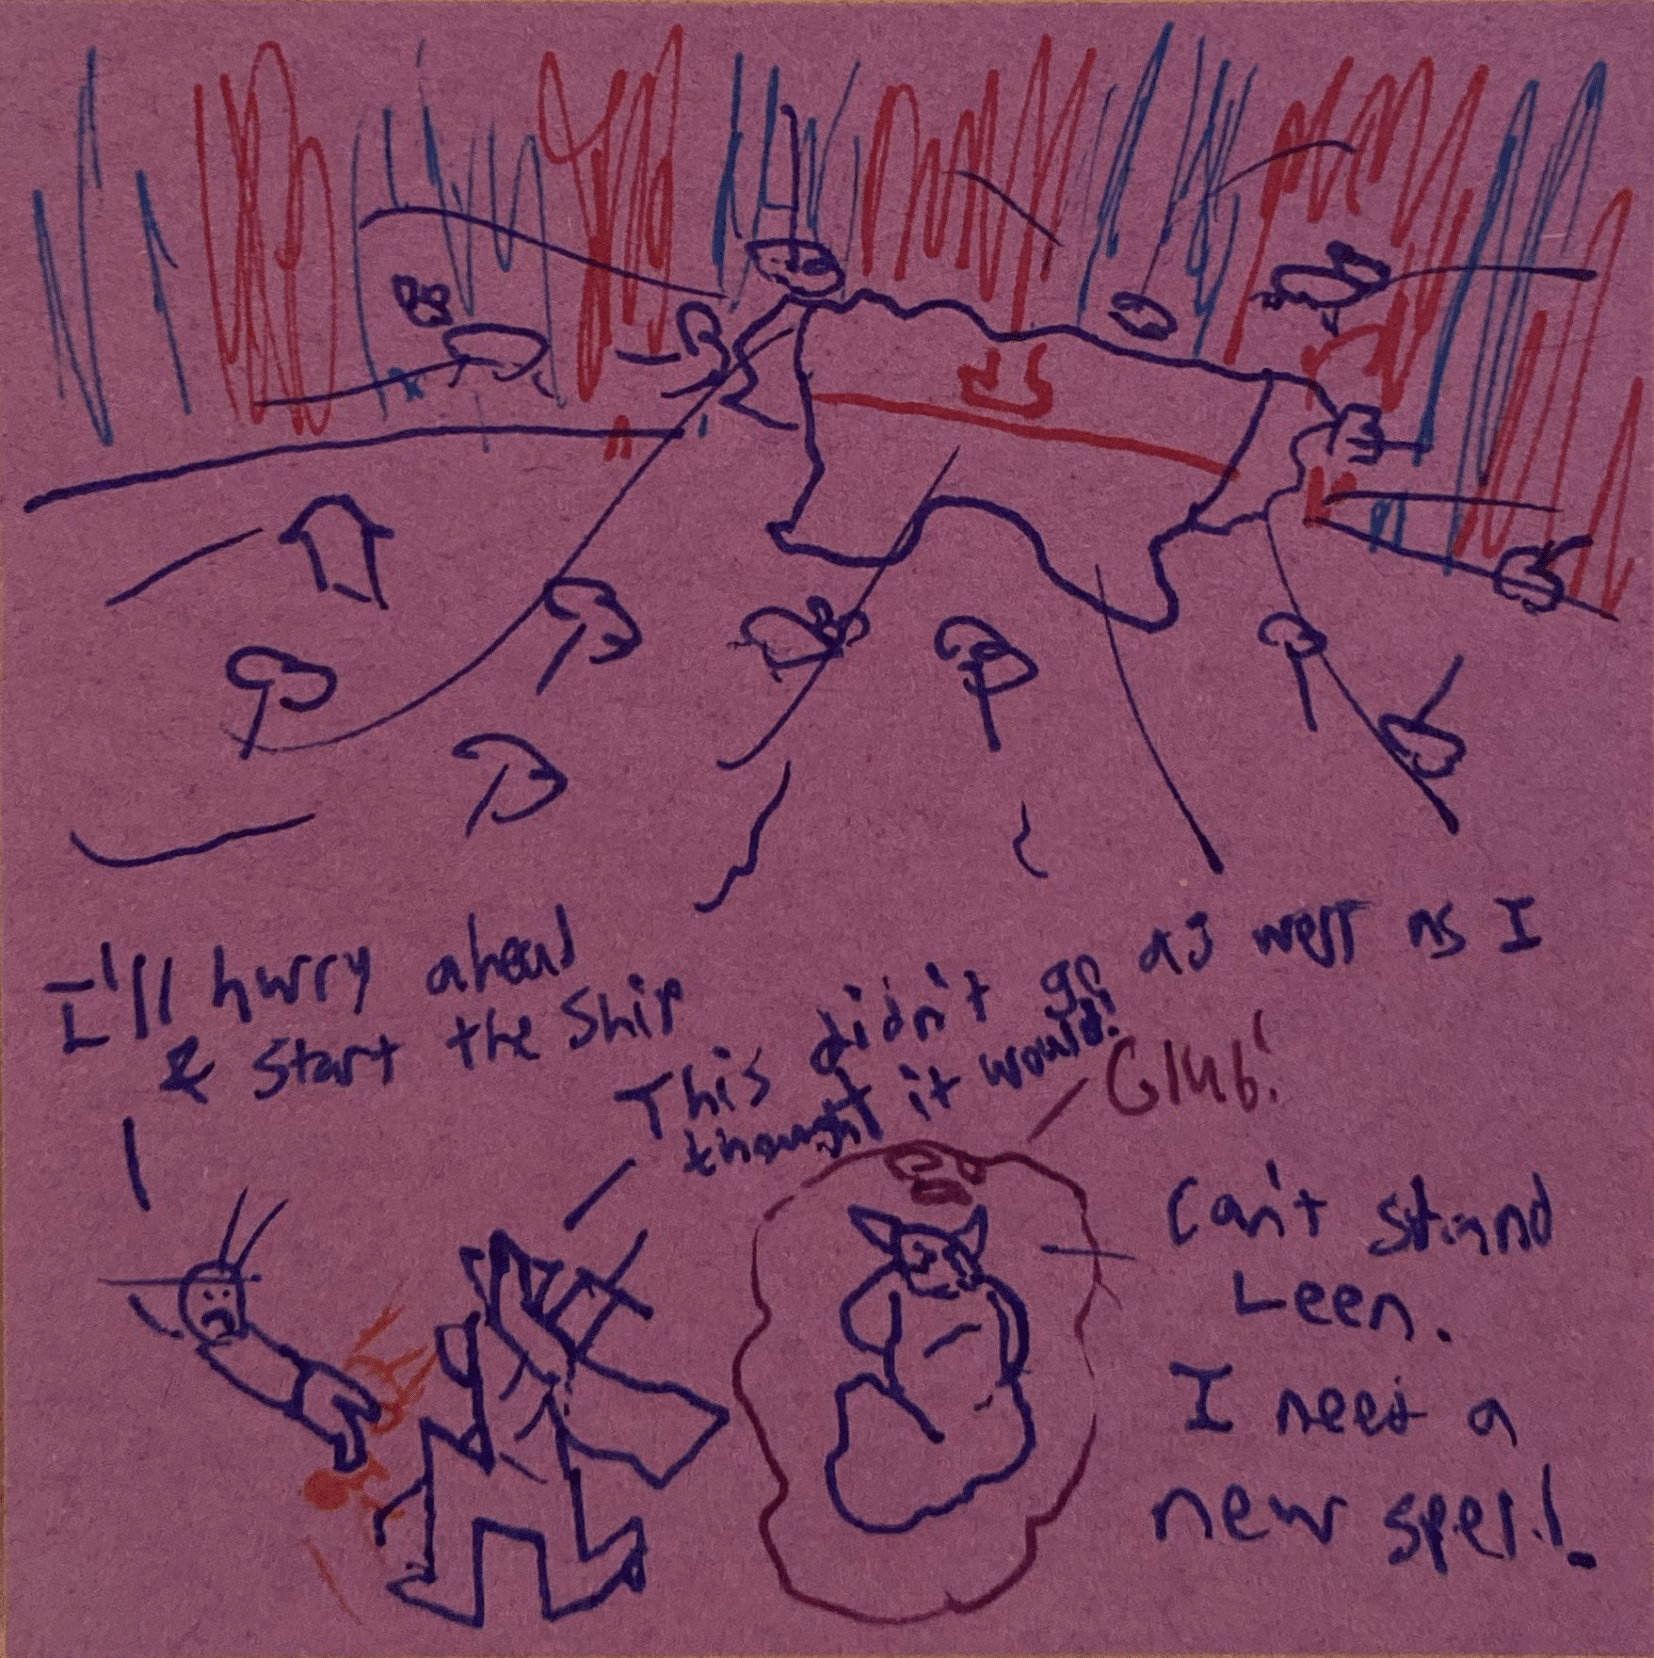 I'll hurry ahead
& start the ship
This didn't go as well as I
thought it would!
Glub!
Can't stand
Leen.
I need a
new spell.